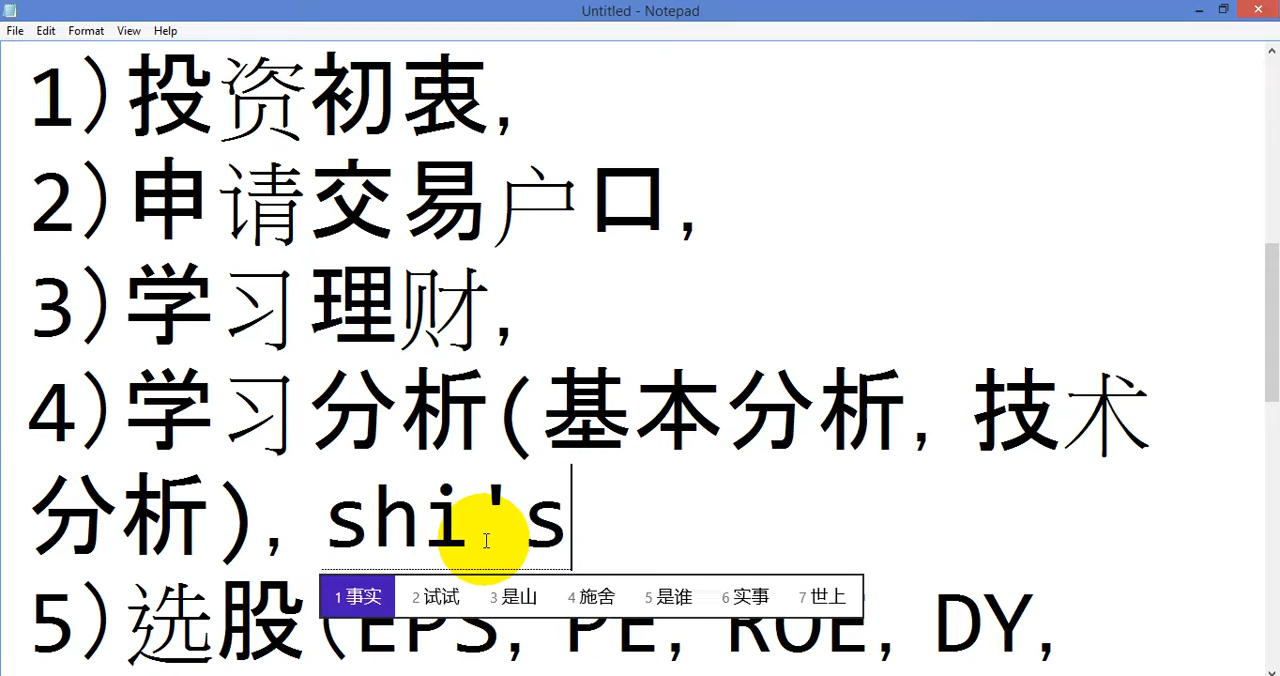 Untitled - Notepad
File Edit Format View Help
1)投资初衷,
2)申请交易户口,
3)学习理财,
4)学习分析(基本分析, 技术
分析), shi's
1 事实 2 试试 3 是山 4 施舍 5 是谁 6 实事 7 世上
5)选股(EPS, PE, ROE, DY,